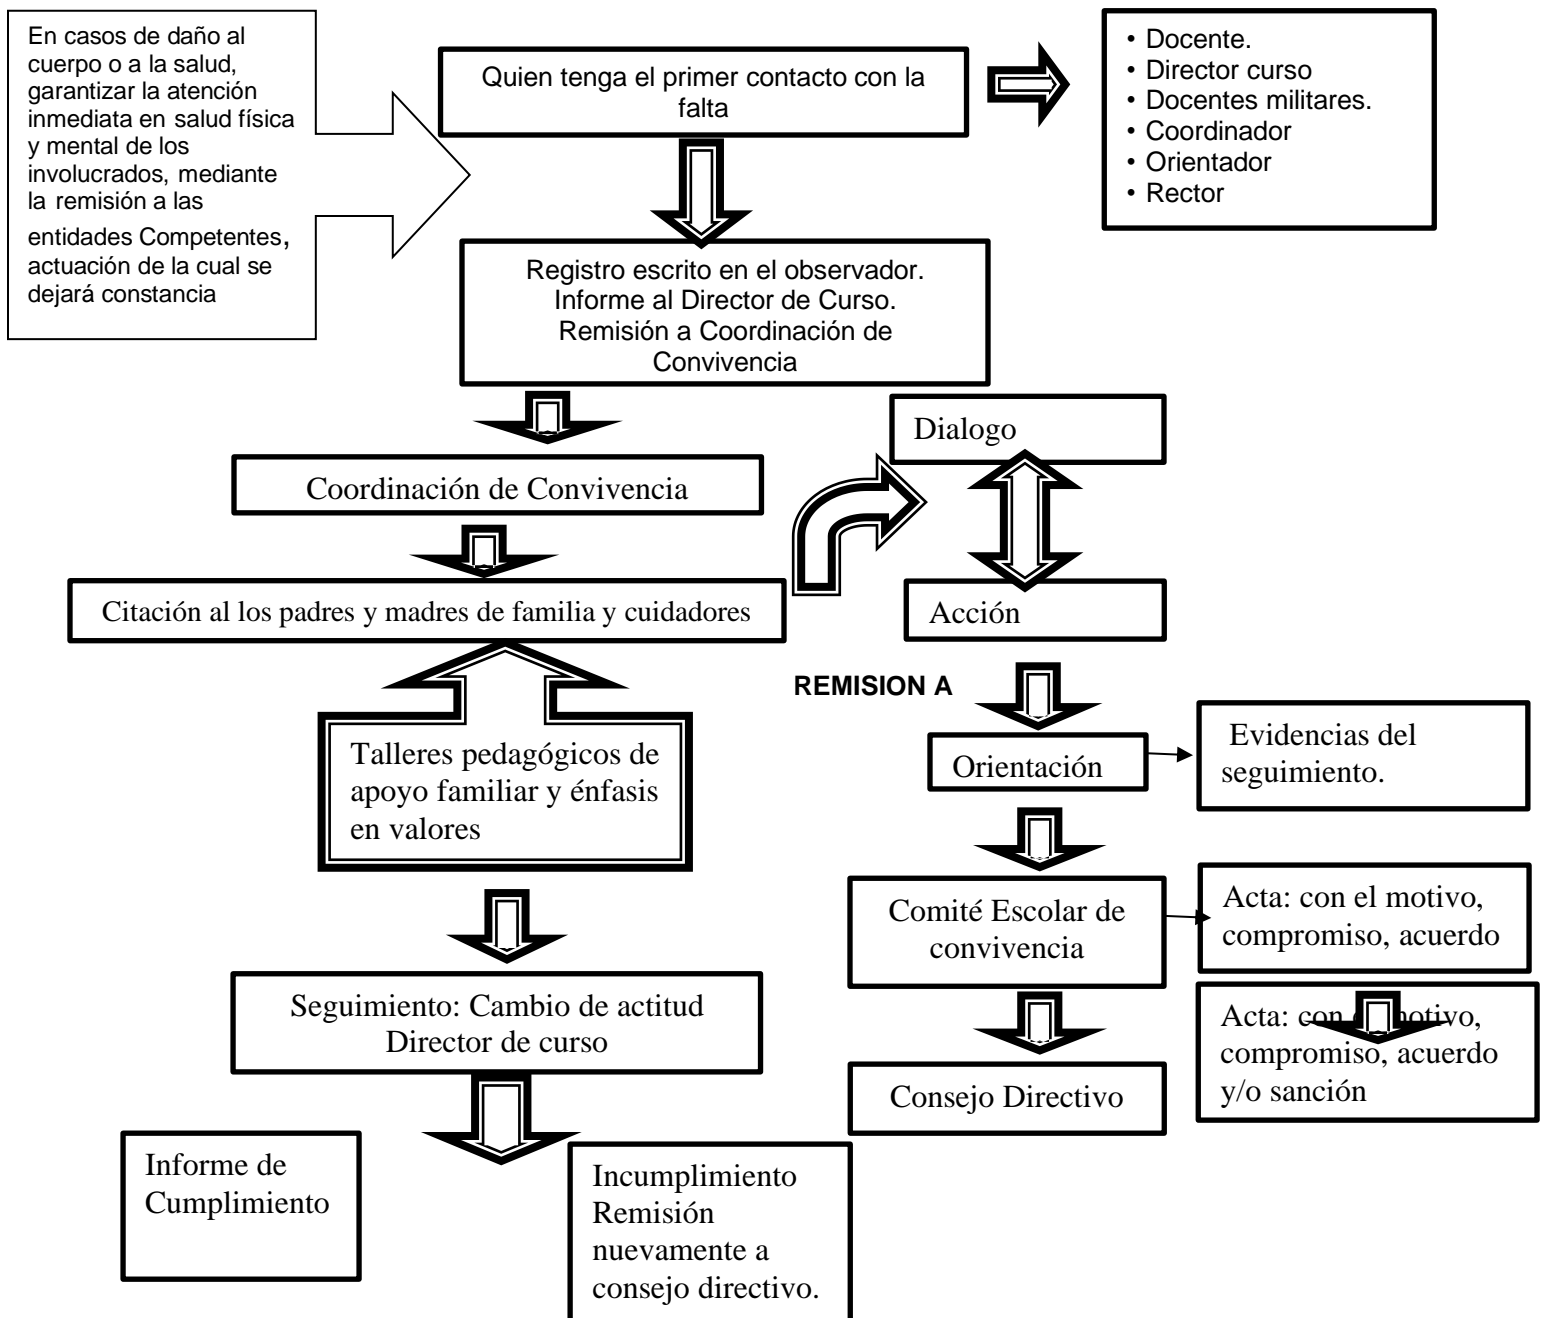 En casos de daño al
cuerpo o a la salud,
garantizar la atención
inmediata en salud física
y mental de los
involucrados, mediante
la remisión a las
entidades Competentes,
actuación de la cual se
dejará constancia
Quien tenga el primer contacto con la
falta
• Docente.
• Director curso
• Docentes militares.
• Coordinador
• Orientador
• Rector
Registro escrito en el observador.
Informe al Director de Curso.
Remisión a Coordinación de
Convivencia
Dialogo
Coordinación de Convivencia
Citación al los padres y madres de familia y cuidadores
Acción
REMISION A
Talleres pedagógicos de
apoyo familiar y énfasis
en valores
Orientación
Evidencias del
seguimiento.
Comité Escolar de
convivencia
Acta: con el motivo,
compromiso, acuerdo
Seguimiento: Cambio de actitud
Director de curso
Acta: con el motivo,
compromiso, acuerdo
y/o sanción
Consejo Directivo
Informe de
Cumplimiento
Incumplimiento
Remisión
nuevamente a
consejo directivo.